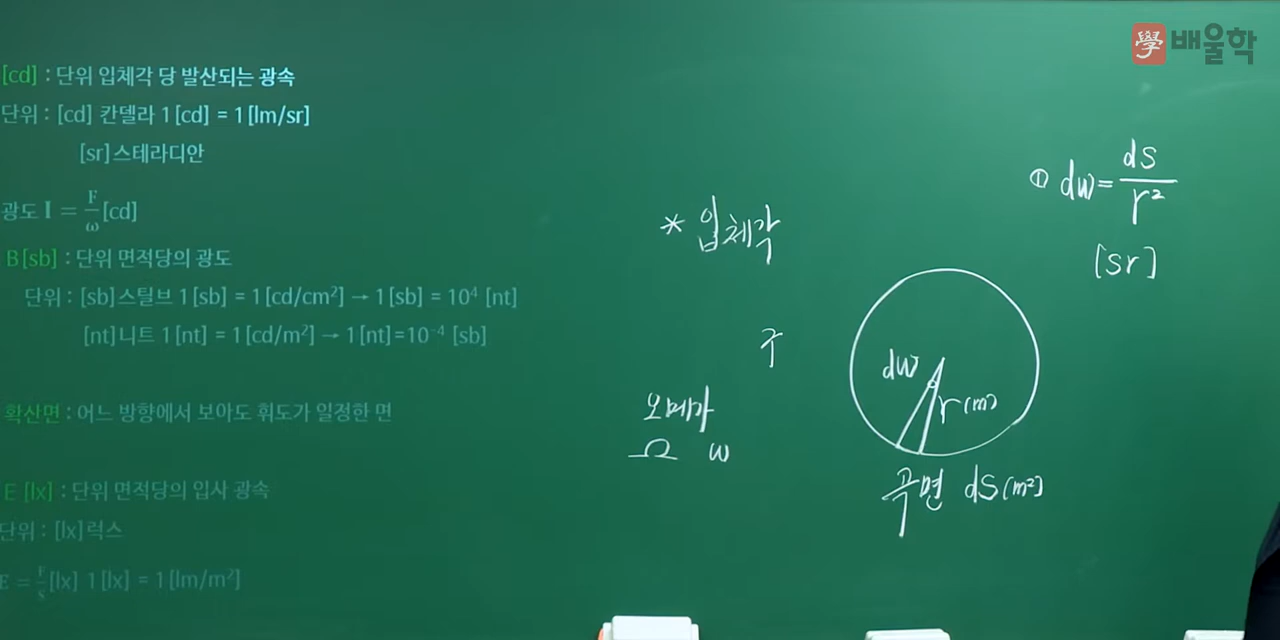 學 배울학
[cd] : 단위 입체각 당 발산되는 광속
단위 : [cd] 칸델라 1[cd] = 1[lm/sr]
[sr]스테라디안
광도 I = F/ω [cd]
B[sb] : 단위 면적당의 광도
단위 : [sb]스틸브 1[sb] = 1[cd/cm²] → 1[sb] = 10⁴ [nt]
[nt]니트 1[nt] = 1[cd/m²] → 1[nt]=10⁻⁴ [sb]
확산면 : 어느 방향에서 보아도 휘도가 일정한 면
E [lx] : 단위 면적당의 입사 광속
단위 : [lx]럭스
E = F/S [lx] 1[lx] = 1[lm/m²]
* 입체각
구
오메가
Ω ω
① dω = dS/r²
[sr]
dω
r(m)
곡면 dS(m²)